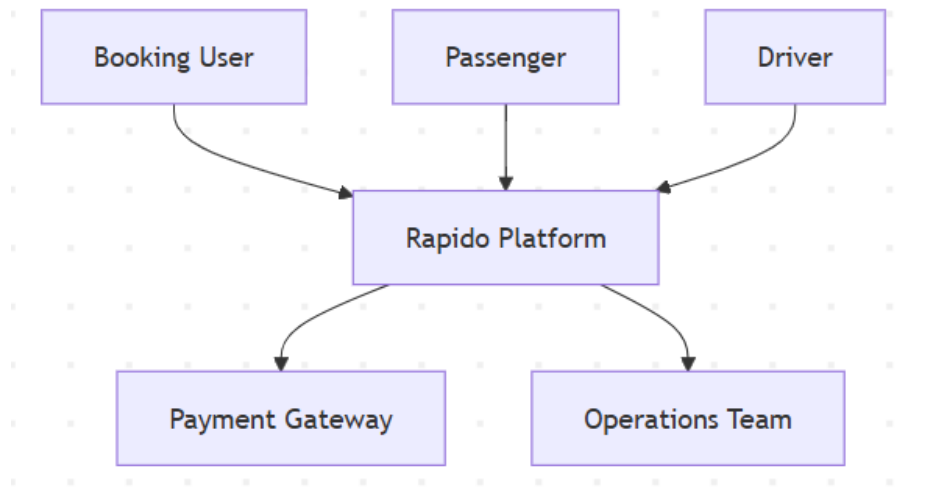 Booking User
Passenger
Driver
Rapido Platform
Payment Gateway
Operations Team